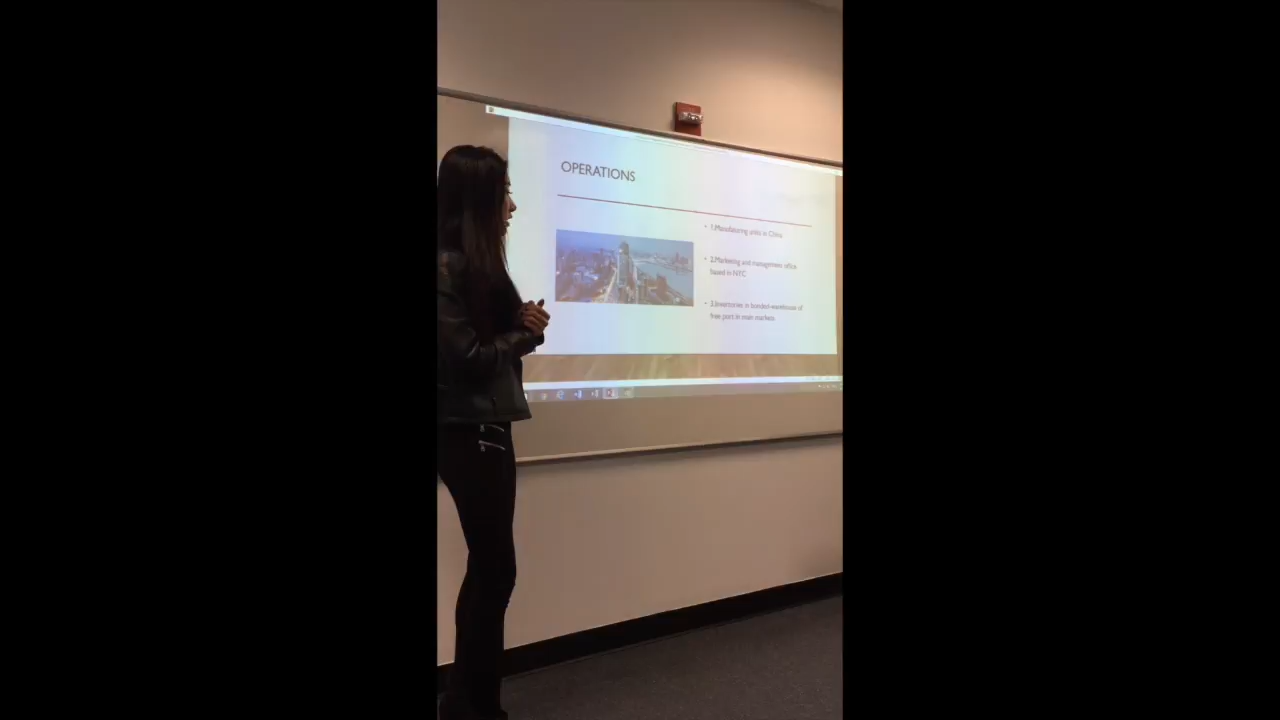 OPERATIONS
• 1.Manufaturing units in China
• 2.Marketing and management office
based in NYC
• 3.Inventories in bonded-warehouse of
free port in main markets